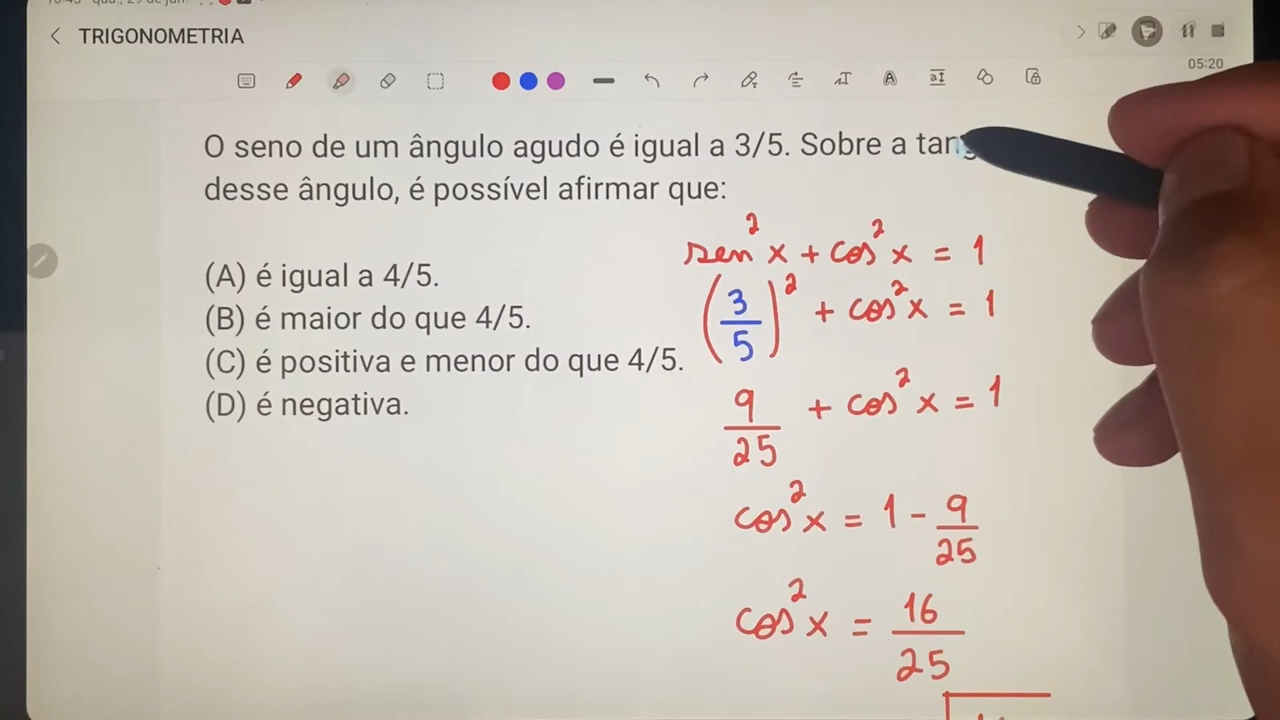 TRIGONOMETRIA
05:20
O seno de um ângulo agudo é igual a 3/5. Sobre a
desse ângulo, é possível afirmar que:
(A) é igual a 4/5.
(B) é maior do que 4/5.
(C) é positiva e menor do que 4/5.
(D) é negativa.
sen²x + cos²x = 1
(3/5)² + cos²x = 1
9/25 + cos²x = 1
cos²x = 1 - 9/25
cos²x = 16/25